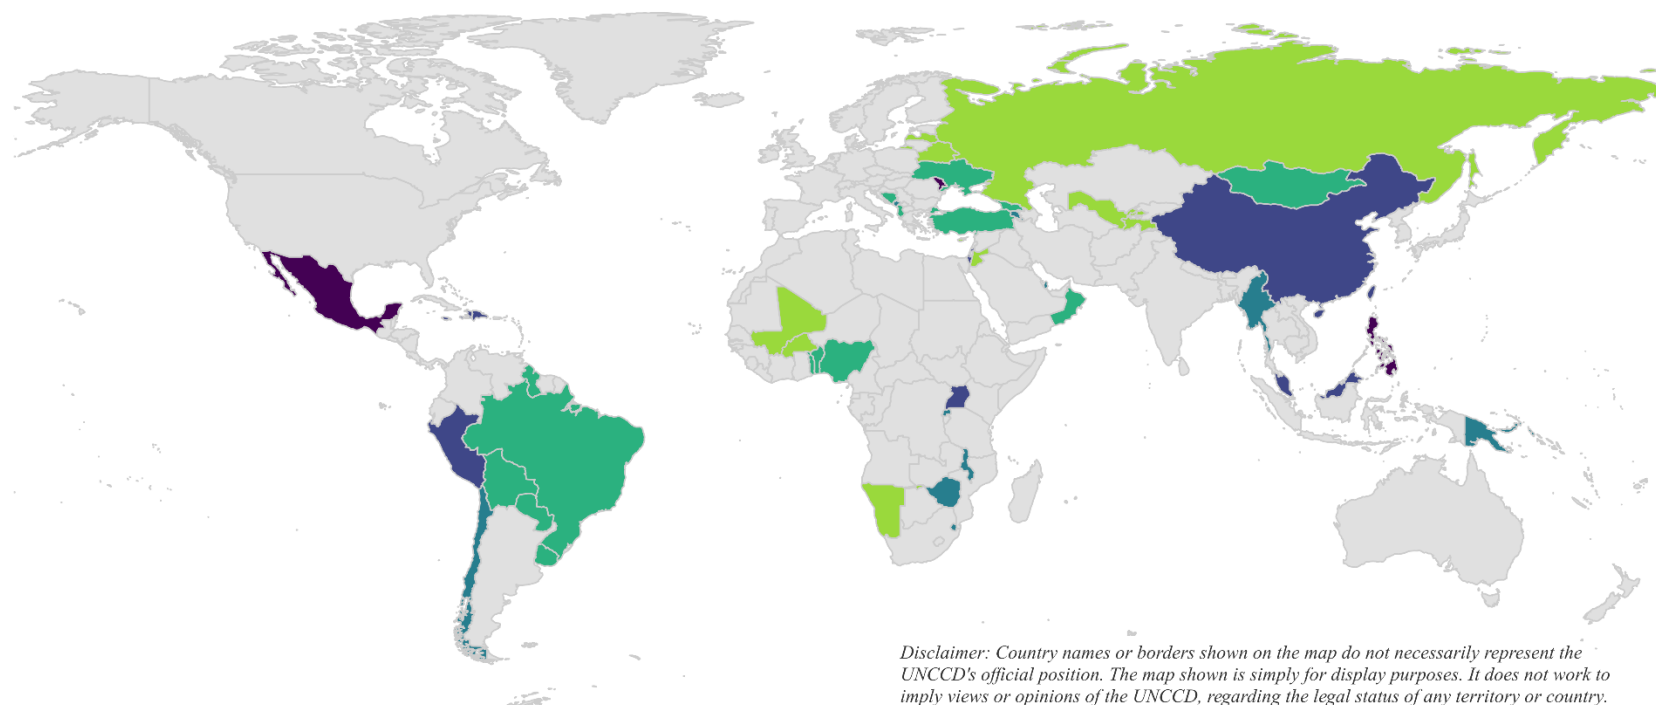 Disclaimer: Country names or borders shown on the map do not necessarily represent the
UNCCD's official position. The map shown is simply for display purposes. It does not work to
imply views or opinions of the UNCCD, regarding the legal status of any territory or country.